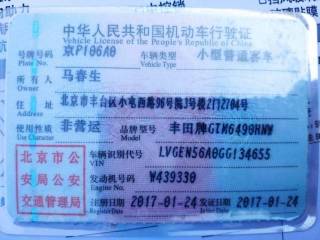 中华人民共和国机动车行驶证
Vehicle License of the People's Republic of China
号牌号码 京P106A0 车辆类型 小型普通客车
Plate No. Vehicle Type
所有人 马春生
Owner
住址 北京市丰台区小屯西路96号院3号楼2门2704号
Address
使用性质 非营运 品牌型号 丰田牌GTM6490HNW
Use Character Model
北京市公安局公安交通管理局
车辆识别代号 LVGEN56A0GG134655
VIN
发动机号码 W439330
Engine No.
注册日期 2017-01-24 发证日期 2017-01-24
Register Date Issue Date